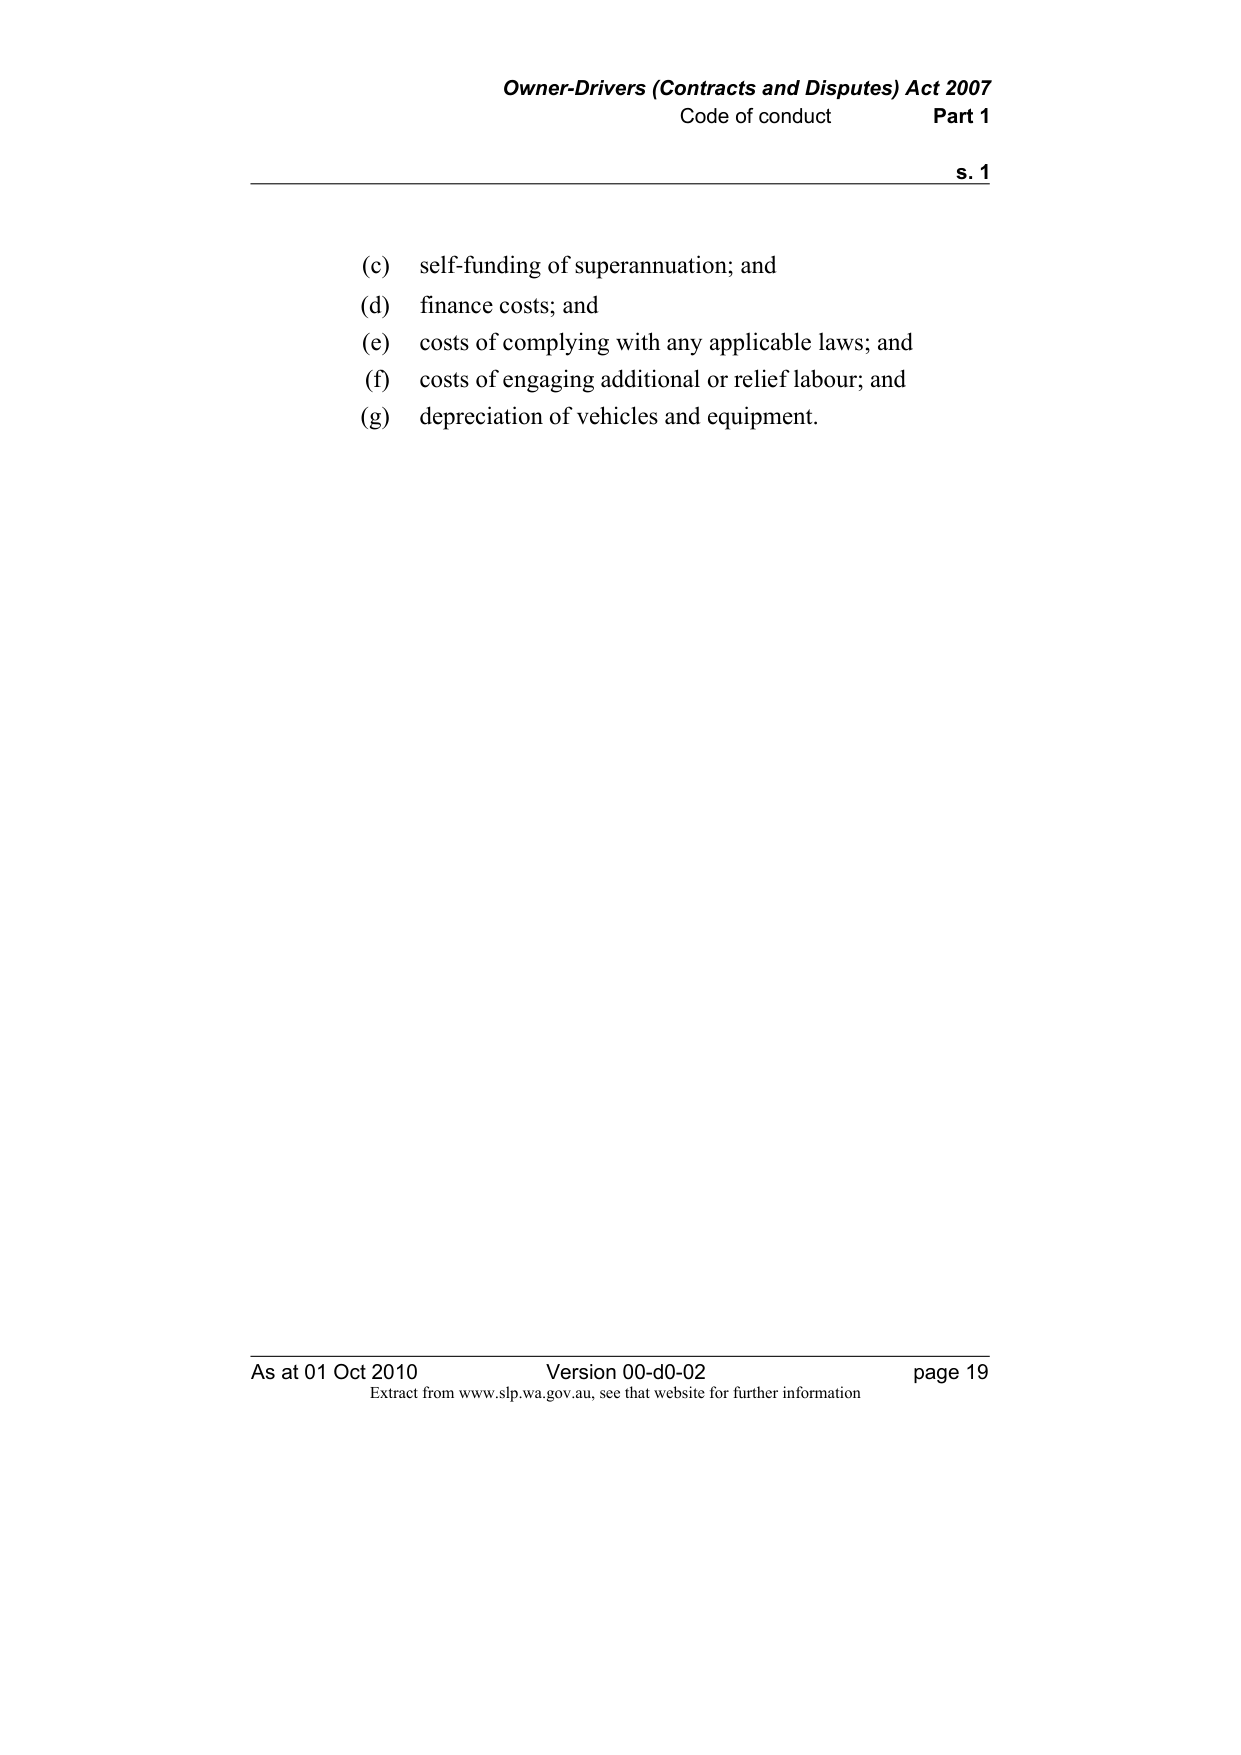 Owner-Drivers (Contracts and Disputes) Act 2007
Code of conduct Part 1
s. 1
(c) self-funding of superannuation; and
(d) finance costs; and
(e) costs of complying with any applicable laws; and
(f) costs of engaging additional or relief labour; and
(g) depreciation of vehicles and equipment.
As at 01 Oct 2010 Version 00-d0-02 page 19
Extract from www.slp.wa.gov.au, see that website for further information